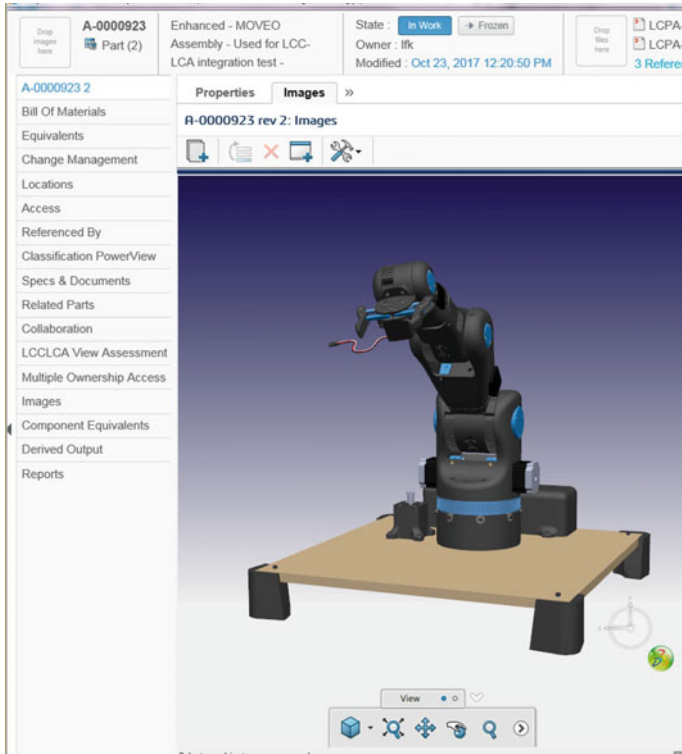 Drop
images
here
A-0000923
Part (2)
Enhanced - MOVEO
Assembly - Used for LCC-
LCA integration test -
State : In Work Frozen
Owner : lfk
Modified : Oct 23, 2017 12:20:50 PM
Drop
files
here
LCPA-
LCPA-
3 Refere
A-0000923 2
Bill Of Materials
Equivalents
Change Management
Locations
Access
Referenced By
Classification PowerView
Specs & Documents
Related Parts
Collaboration
LCCLCA View Assessment
Multiple Ownership Access
Images
Component Equivalents
Derived Output
Reports
Properties Images »
A-0000923 rev 2: Images
View